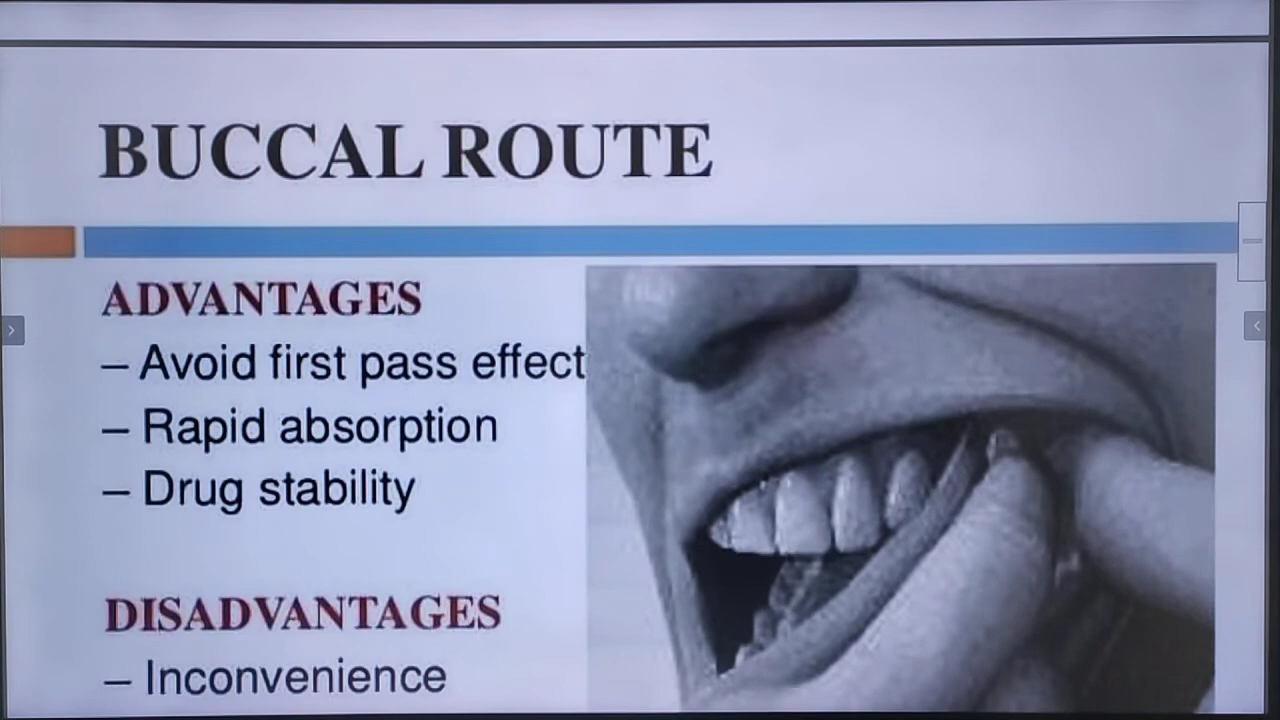 BUCCAL ROUTE
ADVANTAGES
– Avoid first pass effect
– Rapid absorption
– Drug stability
DISADVANTAGES
– Inconvenience